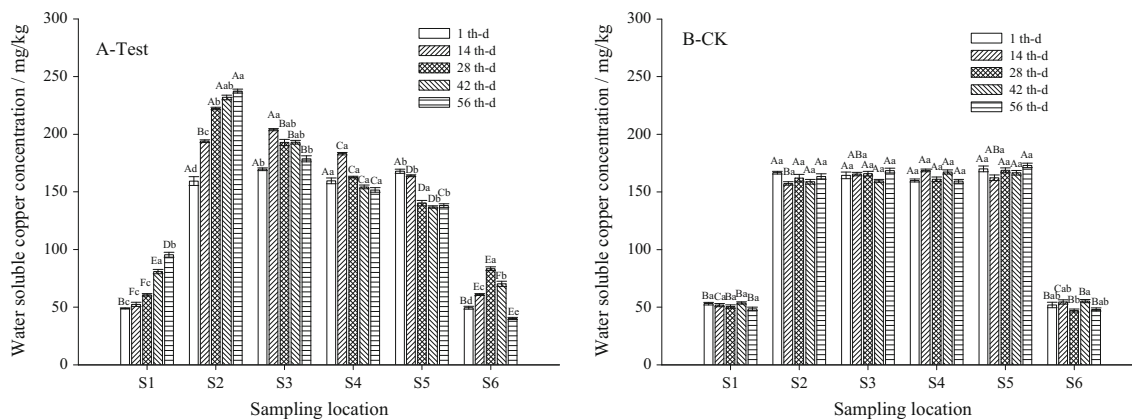 300
250
200
150
100
50
0
Water soluble copper concentration / mg/kg
A-Test
1 th-d
14 th-d
28 th-d
42 th-d
56 th-d
Bc Fc Fc Ea Db
Ad Bc Ab Aab Aa
Ab Aa Bab Bab Bb
Aa Ca Ca Ca Ca
Ab Db Da Db Cb
Bd Ec Ea Fb Ee
S1 S2 S3 S4 S5 S6
Sampling location
300
250
200
150
100
50
0
Water soluble copper concentration / mg/kg
B-CK
1 th-d
14 th-d
28 th-d
42 th-d
56 th-d
Ba Ca Ba Ba Ba
Aa Ba Aa Aa Aa
Aa ABa Aa Aa Aa
Aa Aa Aa Aa Aa
Aa ABa Aa Aa Aa
Bab Cab Bb Ba Bab
S1 S2 S3 S4 S5 S6
Sampling location